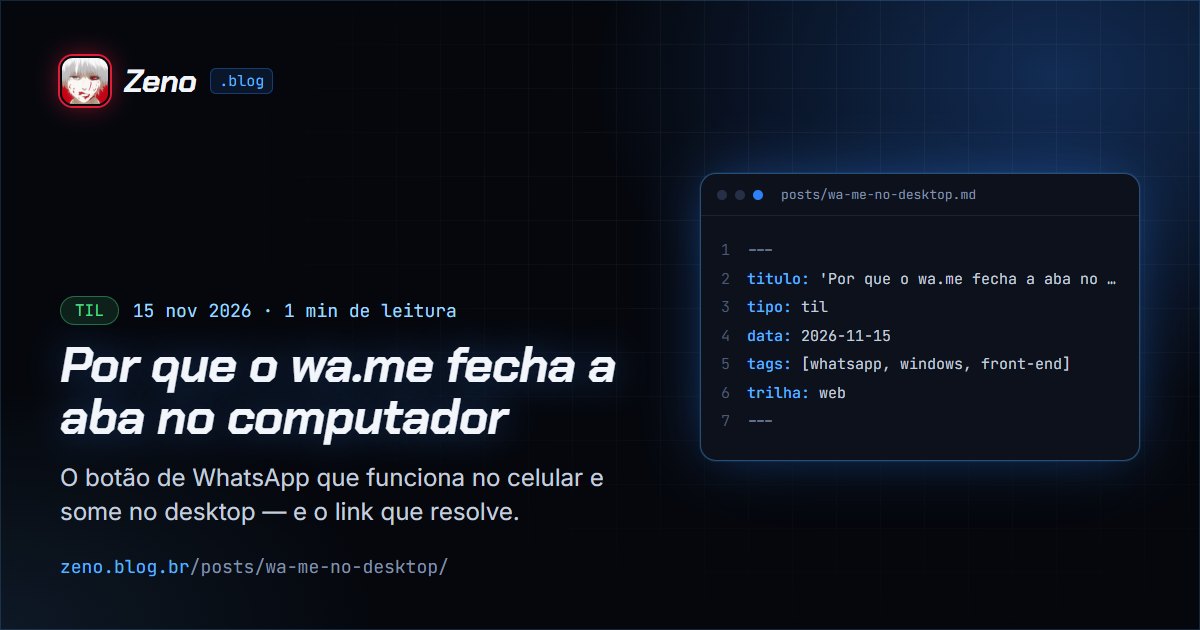 Zeno .blog
TIL 15 nov 2026 · 1 min de leitura
Por que o wa.me fecha a
aba no computador
O botão de WhatsApp que funciona no celular e
some no desktop — e o link que resolve.
zeno.blog.br/posts/wa-me-no-desktop/
posts/wa-me-no-desktop.md
1 ---
2 titulo: 'Por que o wa.me fecha a aba no …
3 tipo: til
4 data: 2026-11-15
5 tags: [whatsapp, windows, front-end]
6 trilha: web
7 ---